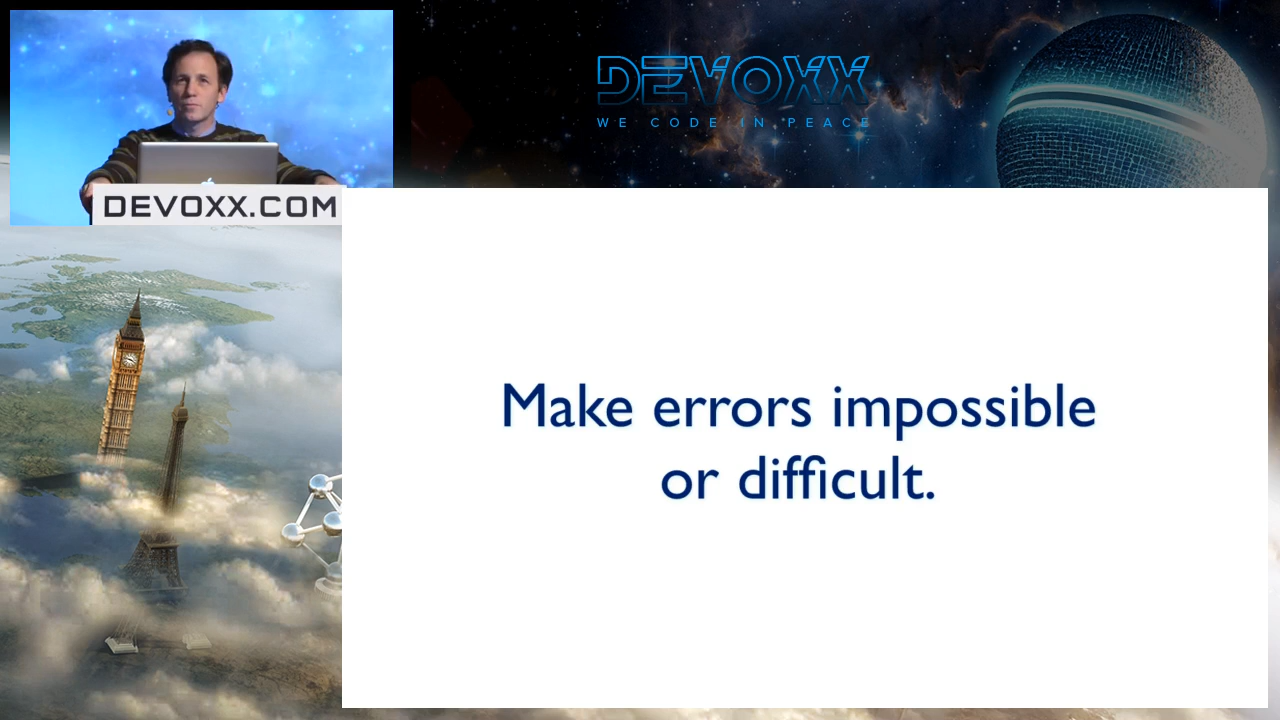 DEVOXX
WE CODE IN PEACE
DEVOXX.COM
Make errors impossible
or difficult.